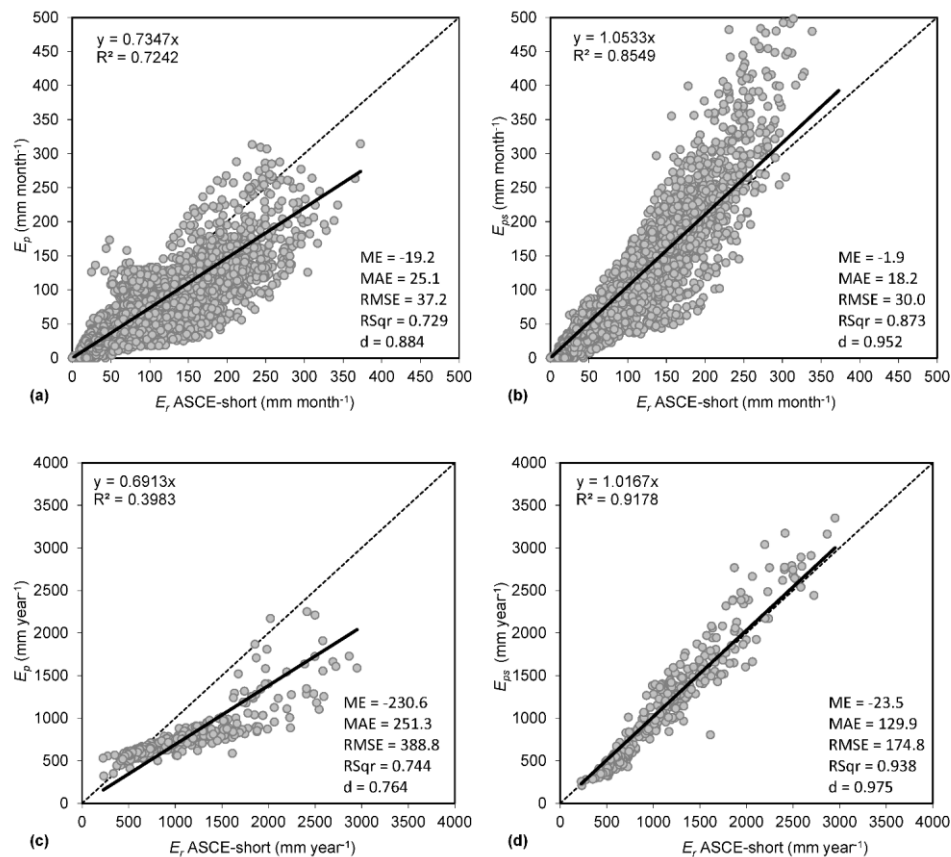 500
450
400
350
300
250
200
150
100
50
0
y = 0.7347x
R² = 0.7242
Ep (mm month-1)
ME = -19.2
MAE = 25.1
RMSE = 37.2
RSqr = 0.729
d = 0.884
0 50 100 150 200 250 300 350 400 450 500
(a)
Er ASCE-short (mm month-1)
500
450
400
350
300
250
200
150
100
50
0
y = 1.0533x
R² = 0.8549
Eps (mm month-1)
ME = -1.9
MAE = 18.2
RMSE = 30.0
RSqr = 0.873
d = 0.952
0 50 100 150 200 250 300 350 400 450 500
(b)
Er ASCE-short (mm month-1)
4000
3500
3000
2500
2000
1500
1000
500
0
y = 0.6913x
R² = 0.3983
Ep (mm year-1)
ME = -230.6
MAE = 251.3
RMSE = 388.8
RSqr = 0.744
d = 0.764
0 500 1000 1500 2000 2500 3000 3500 4000
(c)
Er ASCE-short (mm year-1)
4000
3500
3000
2500
2000
1500
1000
500
0
y = 1.0167x
R² = 0.9178
Eps (mm year-1)
ME = -23.5
MAE = 129.9
RMSE = 174.8
RSqr = 0.938
d = 0.975
0 500 1000 1500 2000 2500 3000 3500 4000
(d)
Er ASCE-short (mm year-1)